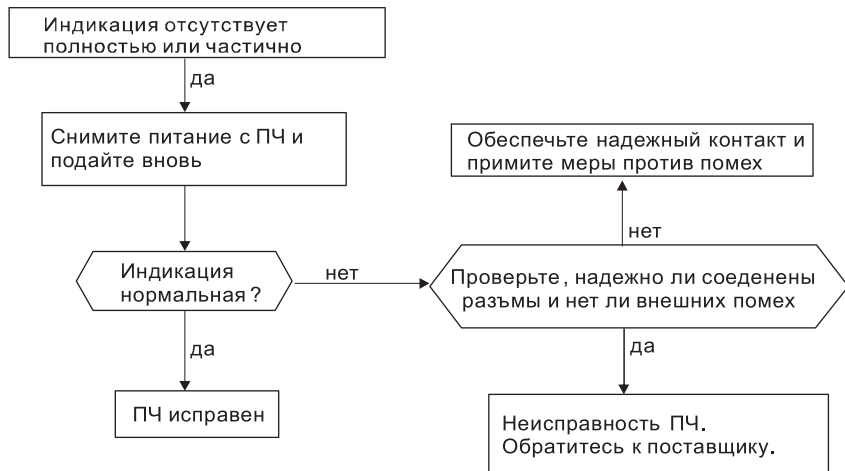 Индикация отсутствует
полностью или частично
да
Снимите питание с ПЧ и
подайте вновь
Индикация
нормальная ?
да
ПЧ исправен
нет
Проверьте , надежно ли соеденены
разъмы и нет ли внешних помех
нет
Обеспечьте надежный контакт и
примите меры против помех
да
Неисправность ПЧ.
Обратитесь к поставщику.